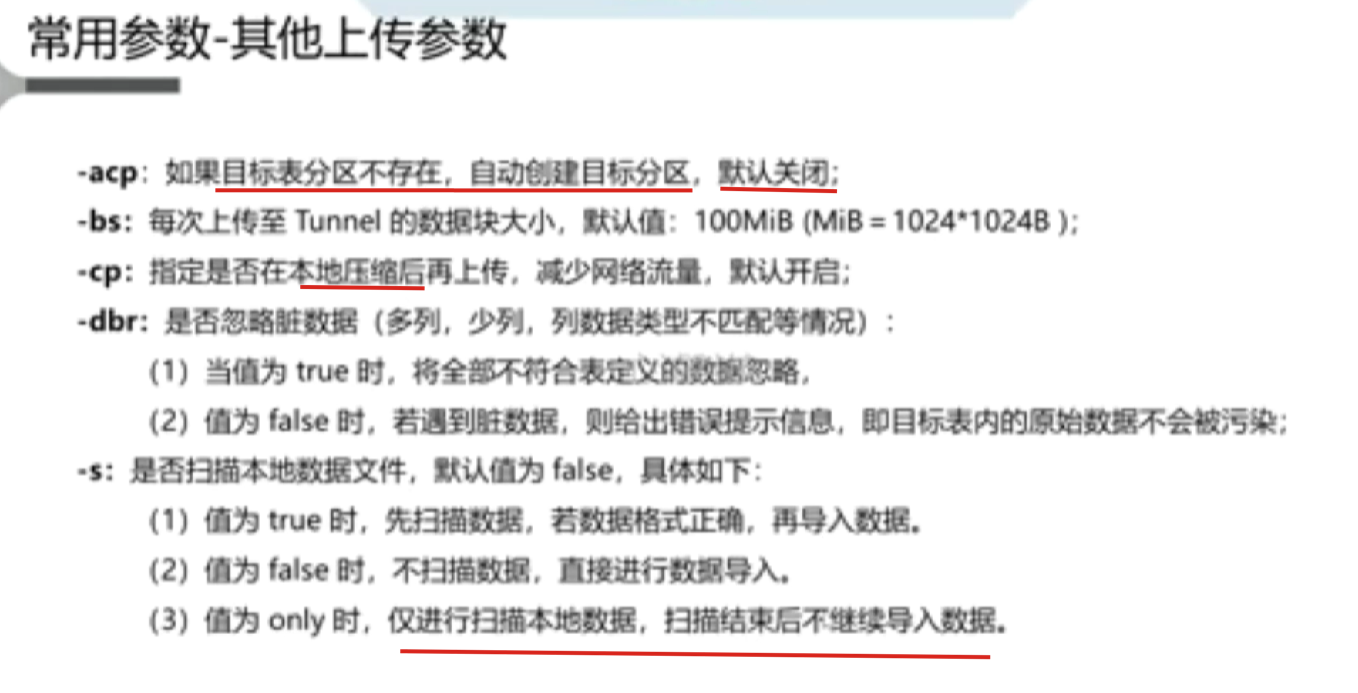 常用参数-其他上传参数
-acp：如果目标表分区不存在，自动创建目标分区，默认关闭;
-bs：每次上传至 Tunnel 的数据块大小，默认值：100MiB (MiB = 1024*1024B );
-cp：指定是否在本地压缩后再上传，减少网络流量，默认开启;
-dbr：是否忽略脏数据（多列，少列，列数据类型不匹配等情况）:
（1）当值为 true 时，将全部不符合表定义的数据忽略，
（2）值为 false 时，若遇到脏数据，则给出错误提示信息，即目标表内的原始数据不会被污染;
-s：是否扫描本地数据文件，默认值为 false，具体如下:
（1）值为 true 时，先扫描数据，若数据格式正确，再导入数据。
（2）值为 false 时，不扫描数据，直接进行数据导入。
（3）值为 only 时，仅进行扫描本地数据，扫描结束后不继续导入数据。